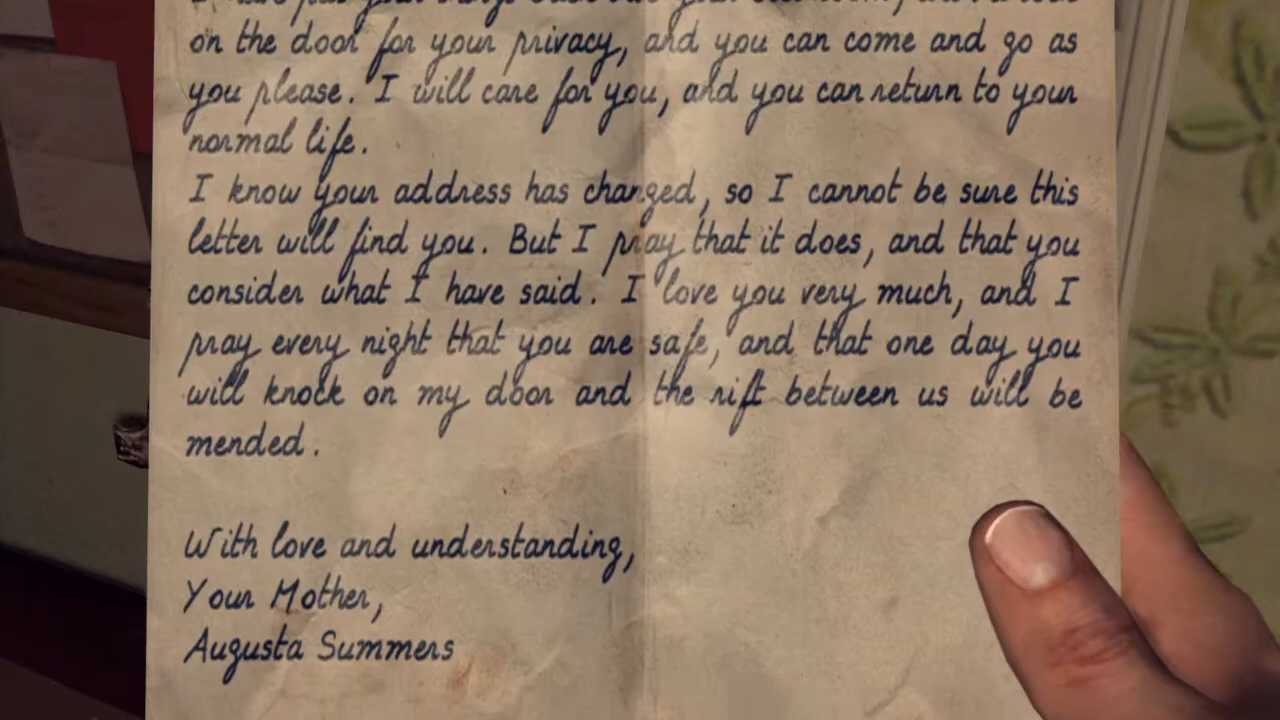 on the door for your privacy, and you can come and go as
you please. I will care for you, and you can return to your
normal life.
I know your address has changed, so I cannot be sure this
letter will find you. But I pray that it does, and that you
consider what I have said. I love you very much, and I
pray every night that you are safe, and that one day you
will knock on my door and the rift between us will be
mended.
With love and understanding,
Your Mother,
Augusta Summers